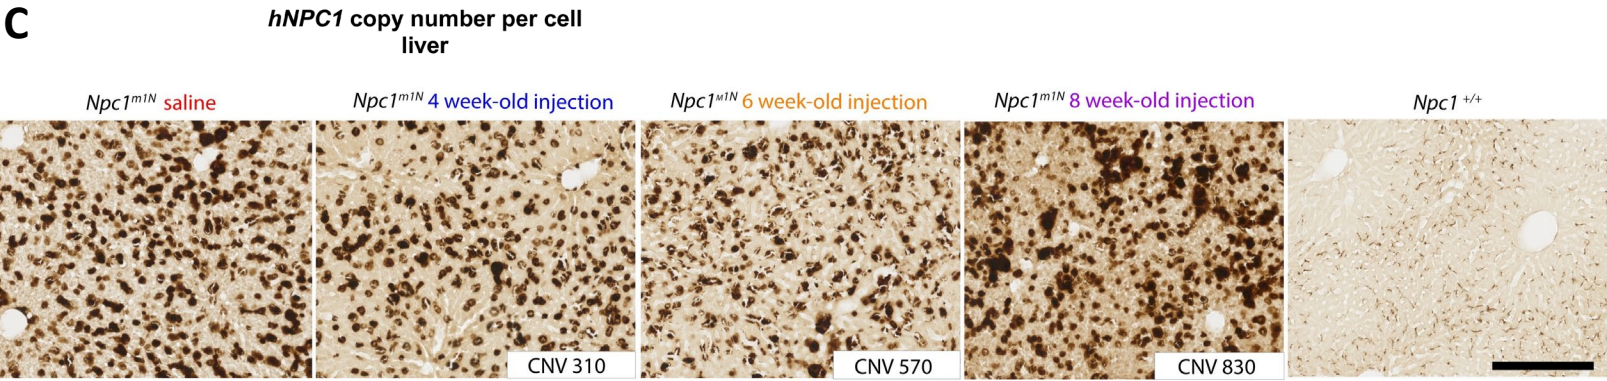 C
hNPC1 copy number per cell
liver
Npc1m1N saline
Npc1m1N 4 week-old injection
Npc1M1N 6 week-old injection
Npc1m1N 8 week-old injection
Npc1 +/+
CNV 310
CNV 570
CNV 830